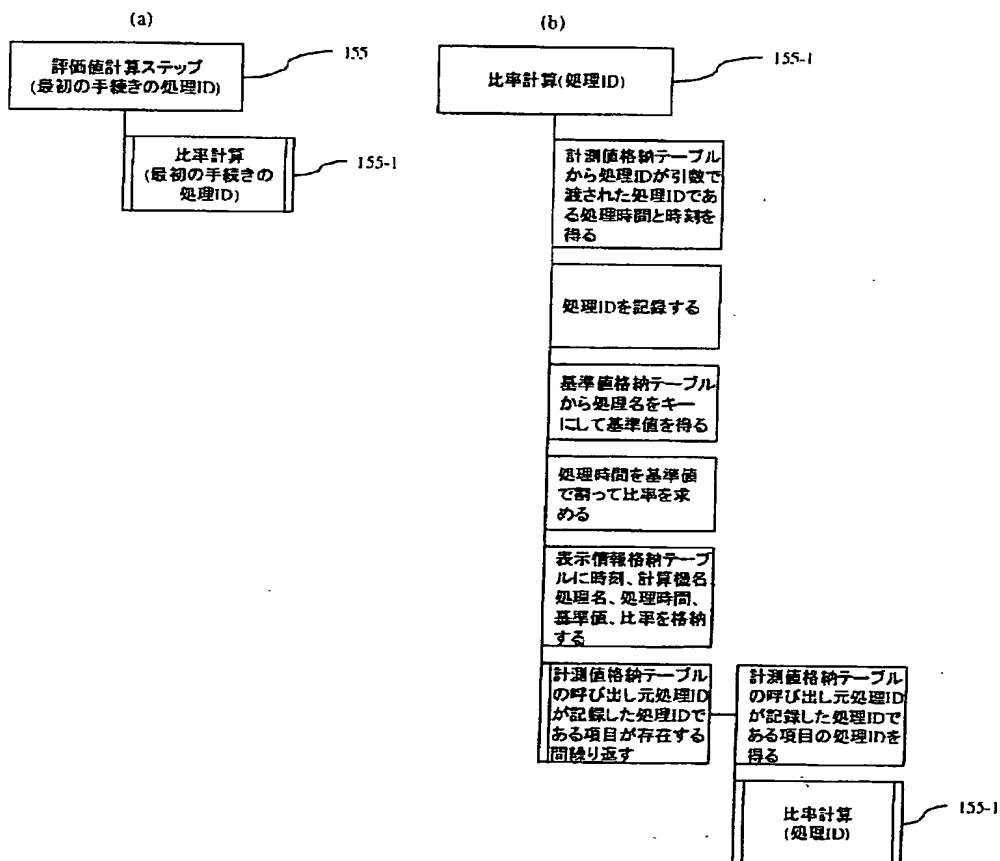 (a)
155
評価値計算ステップ
(最初の手続きの処理ID)
155-1
比率計算
(最初の手続きの
処理ID)
(b)
155-1
比率計算(処理ID)
計測値格納テーブル
から処理IDが引数で
渡された処理IDであ
る処理時間と時刻を
得る
処理IDを記録する
基準値格納テーブル
から処理名をキー
にして基準値を得る
処理時間を基準値
で割って比率を求
める
表示情報格納テーブ
ルに時刻、計算機名
処理名、処理時間、
基準値、比率を格納
する
計測値格納テーブル
の呼び出し元処理ID
が記録した処理IDで
ある項目が存在する
間繰り返す
計測値格納テーブル
の呼び出し元処理ID
が記録した処理IDで
ある項目の処理IDを
得る
155-1
比率計算
(処理ID)